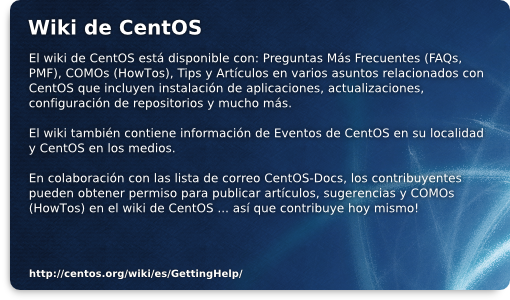 Wiki de CentOS
El wiki de CentOS está disponible con: Preguntas Más Frecuentes (FAQs,
PMF), COMOs (HowTos), Tips y Artículos en varios asuntos relacionados con
CentOS que incluyen instalación de aplicaciones, actualizaciones,
configuración de repositorios y mucho más.
El wiki también contiene información de Eventos de CentOS en su localidad
y CentOS en los medios.
En colaboración con las lista de correo CentOS-Docs, los contribuyentes
pueden obtener permiso para publicar artículos, sugerencias y COMOs
(HowTos) en el wiki de CentOS ... así que contribuye hoy mismo!
http://centos.org/wiki/es/GettingHelp/